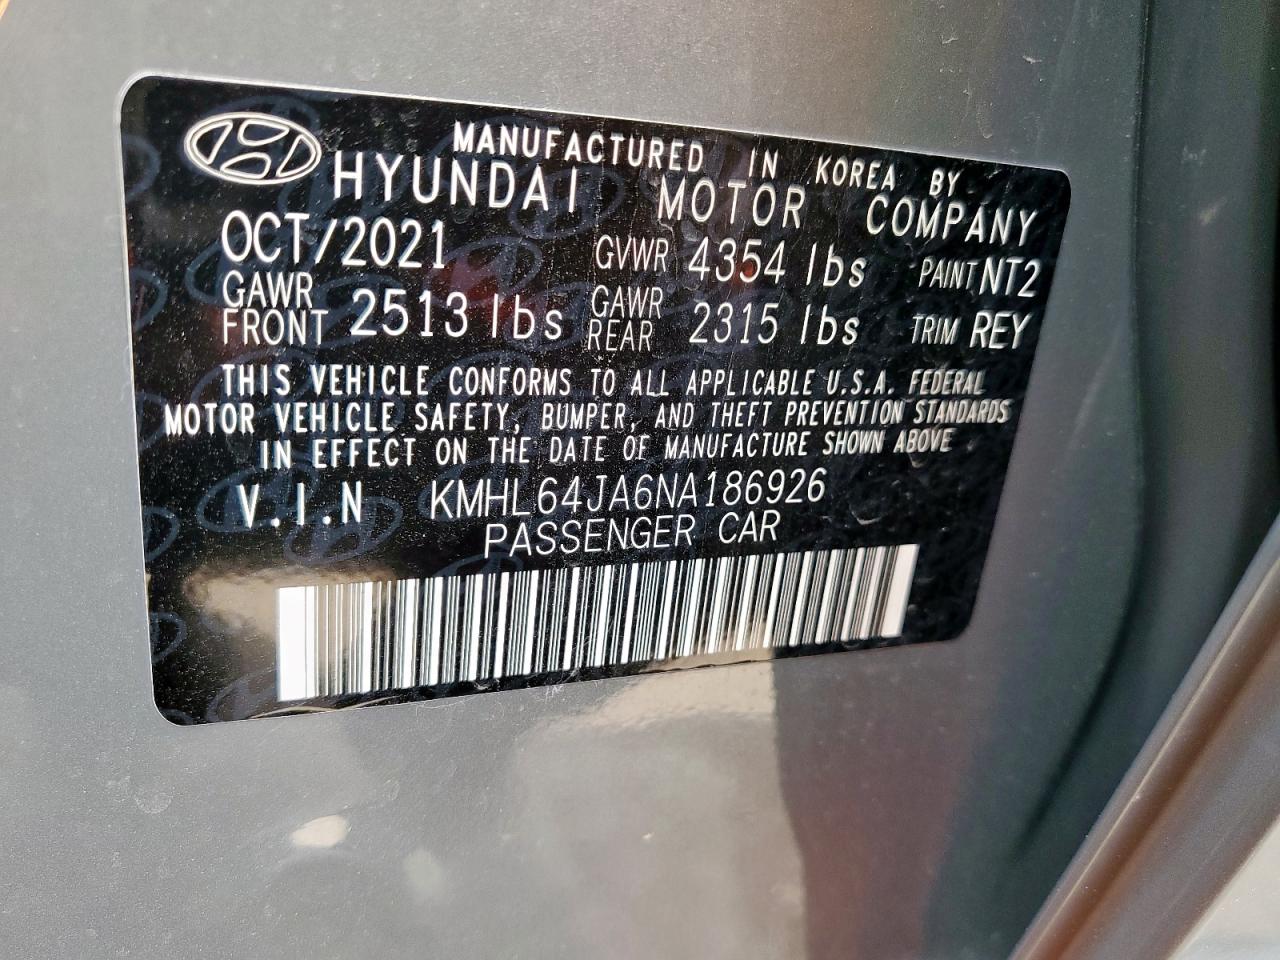 MANUFACTURED IN KOREA BY
HYUNDAI MOTOR COMPANY
OCT/2021 GVWR 4354 lbs PAINT NT2
GAWR FRONT 2513 lbs GAWR REAR 2315 lbs TRIM REY
THIS VEHICLE CONFORMS TO ALL APPLICABLE U.S.A. FEDERAL
MOTOR VEHICLE SAFETY, BUMPER, AND THEFT PREVENTION STANDARDS
IN EFFECT ON THE DATE OF MANUFACTURE SHOWN ABOVE
V.I.N KMHL64JA6NA186926
PASSENGER CAR